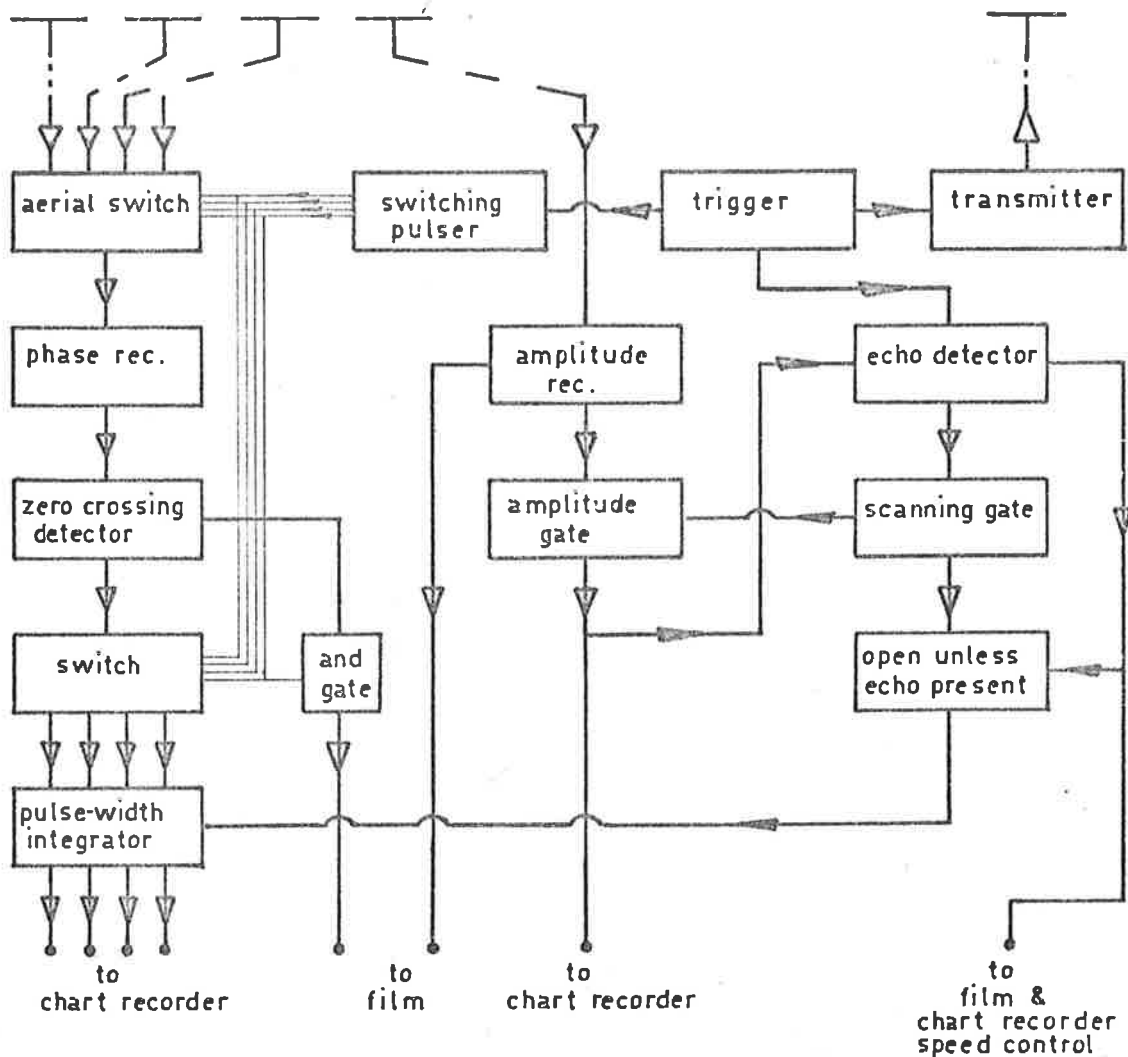 aerial switch
switching
pulser
trigger
transmitter
phase rec.
amplitude
rec.
echo detector
zero crossing
detector
amplitude
gate
scanning gate
switch
and
gate
open unless
echo present
pulse-width
integrator
to
chart recorder
to
film
to
chart recorder
to
film &
chart recorder
speed control